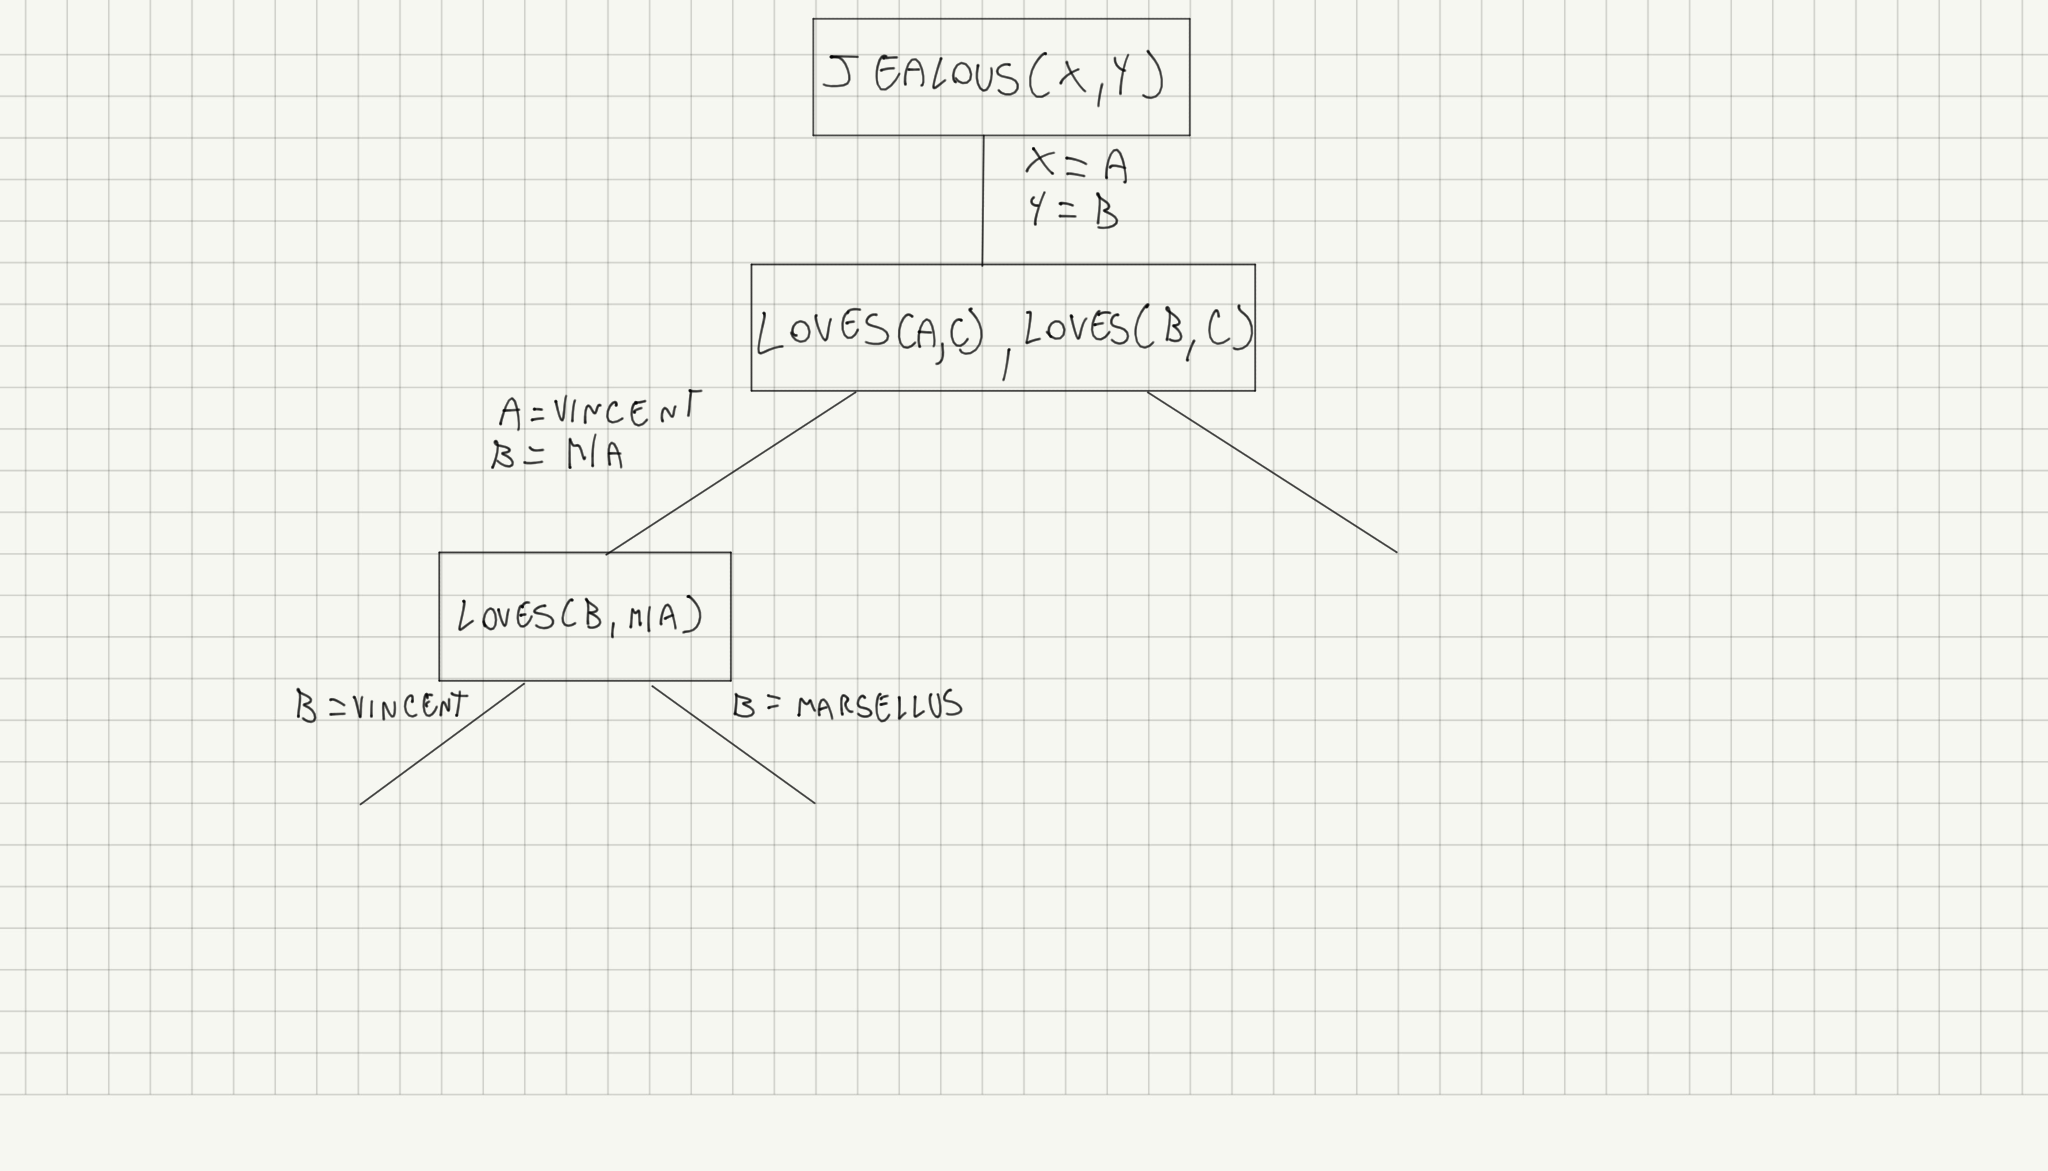 JEALOUS(X,Y)
X = A
Y = B
LOVES(A,C), LOVES(B,C)
A = VINCENT
B = MIA
LOVES(B, MIA)
B = VINCENT
B = MARSELLUS